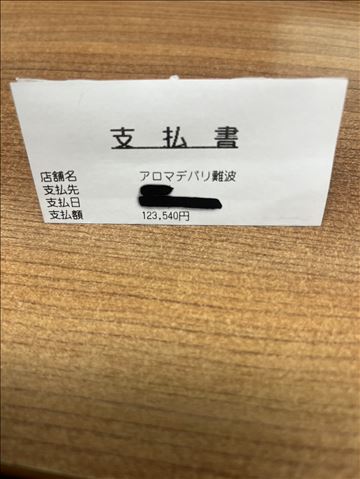 支 払 書
店舗名 アロマデパリ難波
支払先
支払日
支払額 123,540円